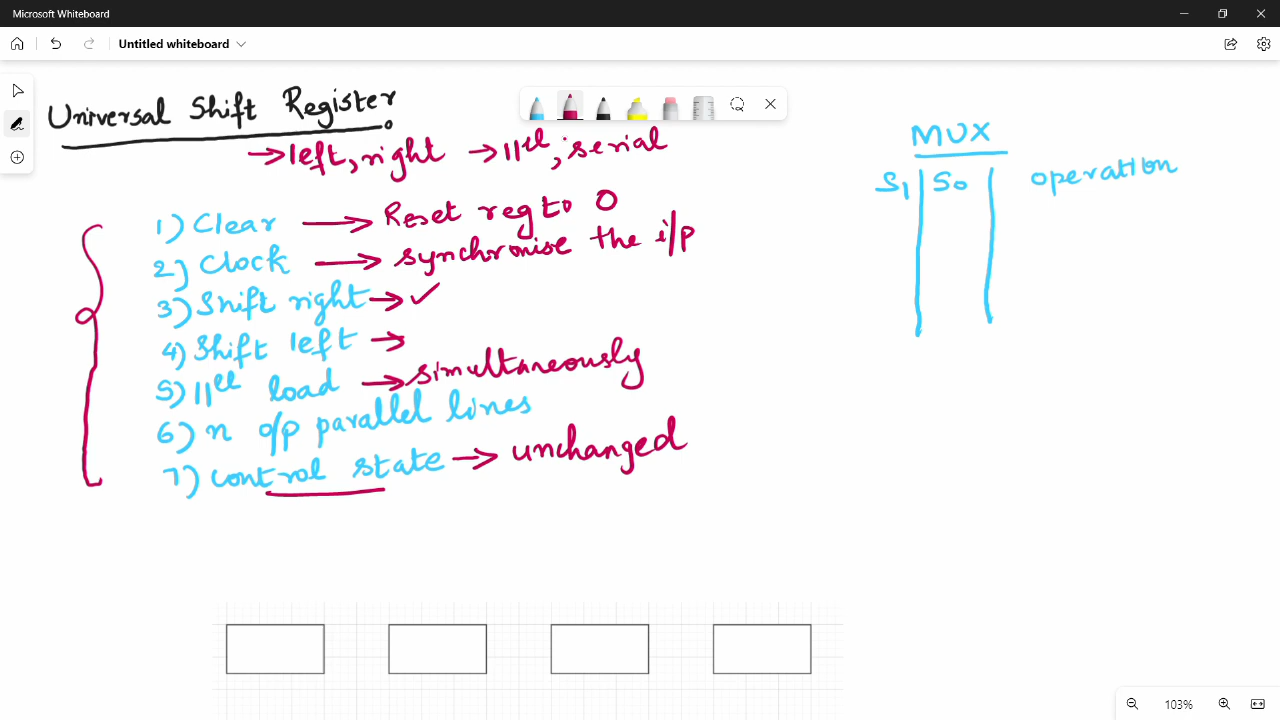 Microsoft Whiteboard
Untitled whiteboard
Universal Shift Register
→left, right →11el, serial
1) Clear → Reset reg to 0
2) Clock → synchronise the i/p
3) Shift right → ✓
4) Shift left →
5) 11el load → simultaneously
6) n o/p parallel lines
7) control state → unchanged
MUX
S1 S0 operation
103%